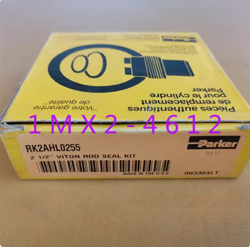 "Votre garantie
de qualité"
Pièces authentiques
de remplacement
pour le cylindre
Parker
1MX2-4612
RK2AHL0255
2 1/2" VITON ROD SEAL KIT
MADE IN THE U.S.A.
Parker